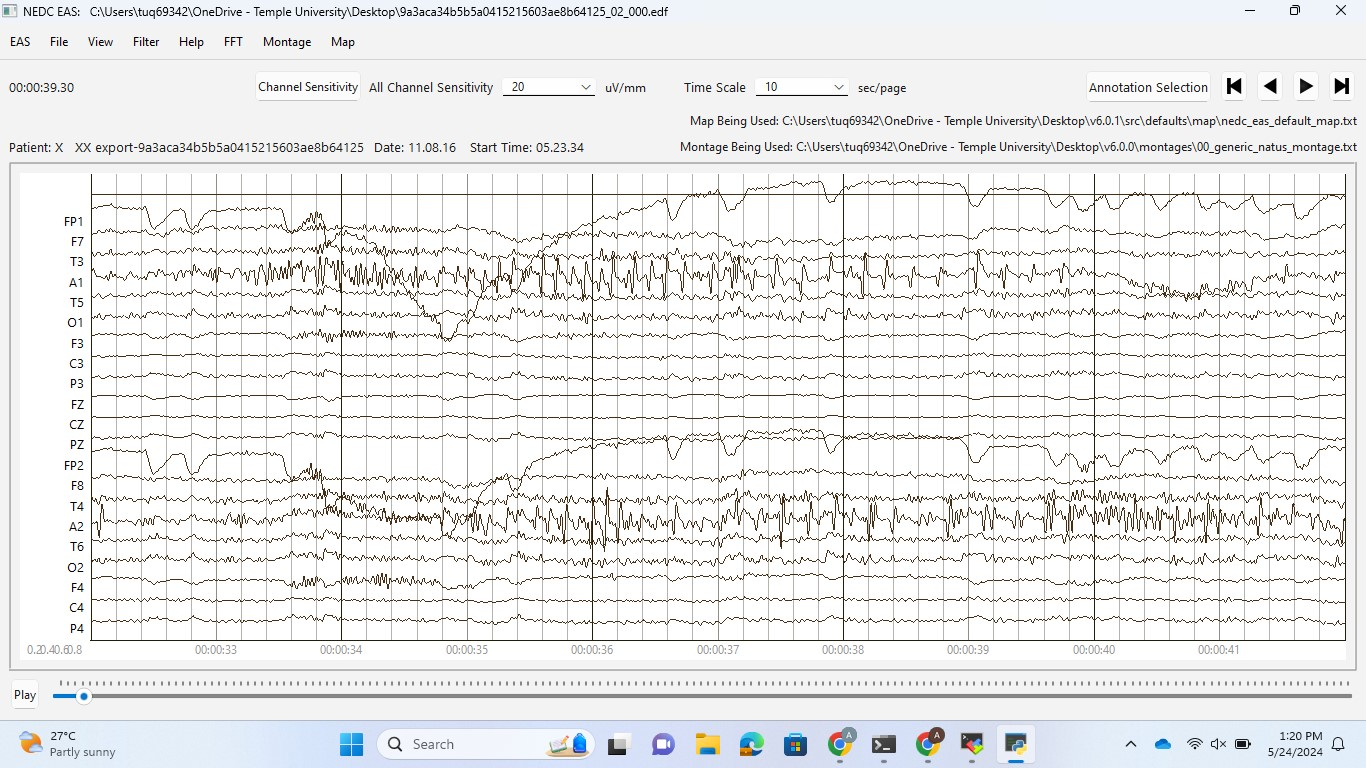 NEDC EAS: C:\Users\tuq69342\OneDrive - Temple University\Desktop\9a3aca34b5b5a0415215603ae8b64125_02_000.edf
EAS File View Filter Help FFT Montage Map
00:00:39.30 Channel Sensitivity All Channel Sensitivity 20 uV/mm Time Scale 10 sec/page Annotation Selection
Map Being Used: C:\Users\tuq69342\OneDrive - Temple University\Desktop\v6.0.1\src\defaults\map\nedc_eas_default_map.txt
Patient: X XX export-9a3aca34b5b5a0415215603ae8b64125 Date: 11.08.16 Start Time: 05.23.34 Montage Being Used: C:\Users\tuq69342\OneDrive - Temple University\Desktop\v6.0.0\montages\00_generic_natus_montage.txt
FP1
F7
T3
A1
T5
O1
F3
C3
P3
FZ
CZ
PZ
FP2
F8
T4
A2
T6
O2
F4
C4
P4
0.20.40.60.8 00:00:33 00:00:34 00:00:35 00:00:36 00:00:37 00:00:38 00:00:39 00:00:40 00:00:41
Play
27°C
Partly sunny
Search
A
A
1:20 PM
5/24/2024